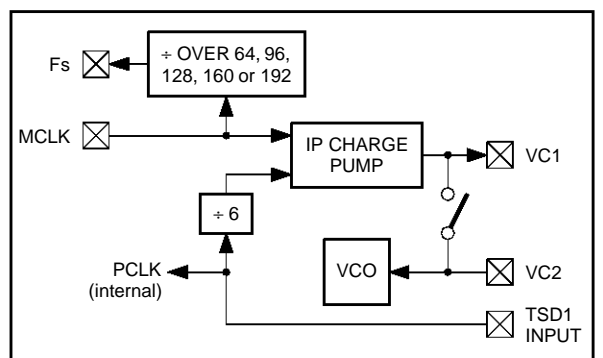 ÷ OVER 64, 96,
128, 160 or 192
Fs
MCLK
IP CHARGE
PUMP
VC1
÷ 6
PCLK
(internal)
VCO
VC2
TSD1
INPUT